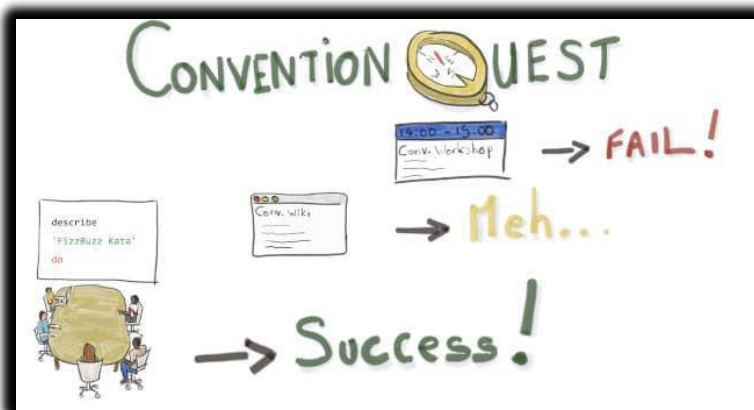 CONVENTION QUEST
14:00 - 15:00
Conv. Workshop
→ FAIL!
Conv. Wiki
→ Meh...
describe
'FizzBuzz Kata'
do
→ Success!